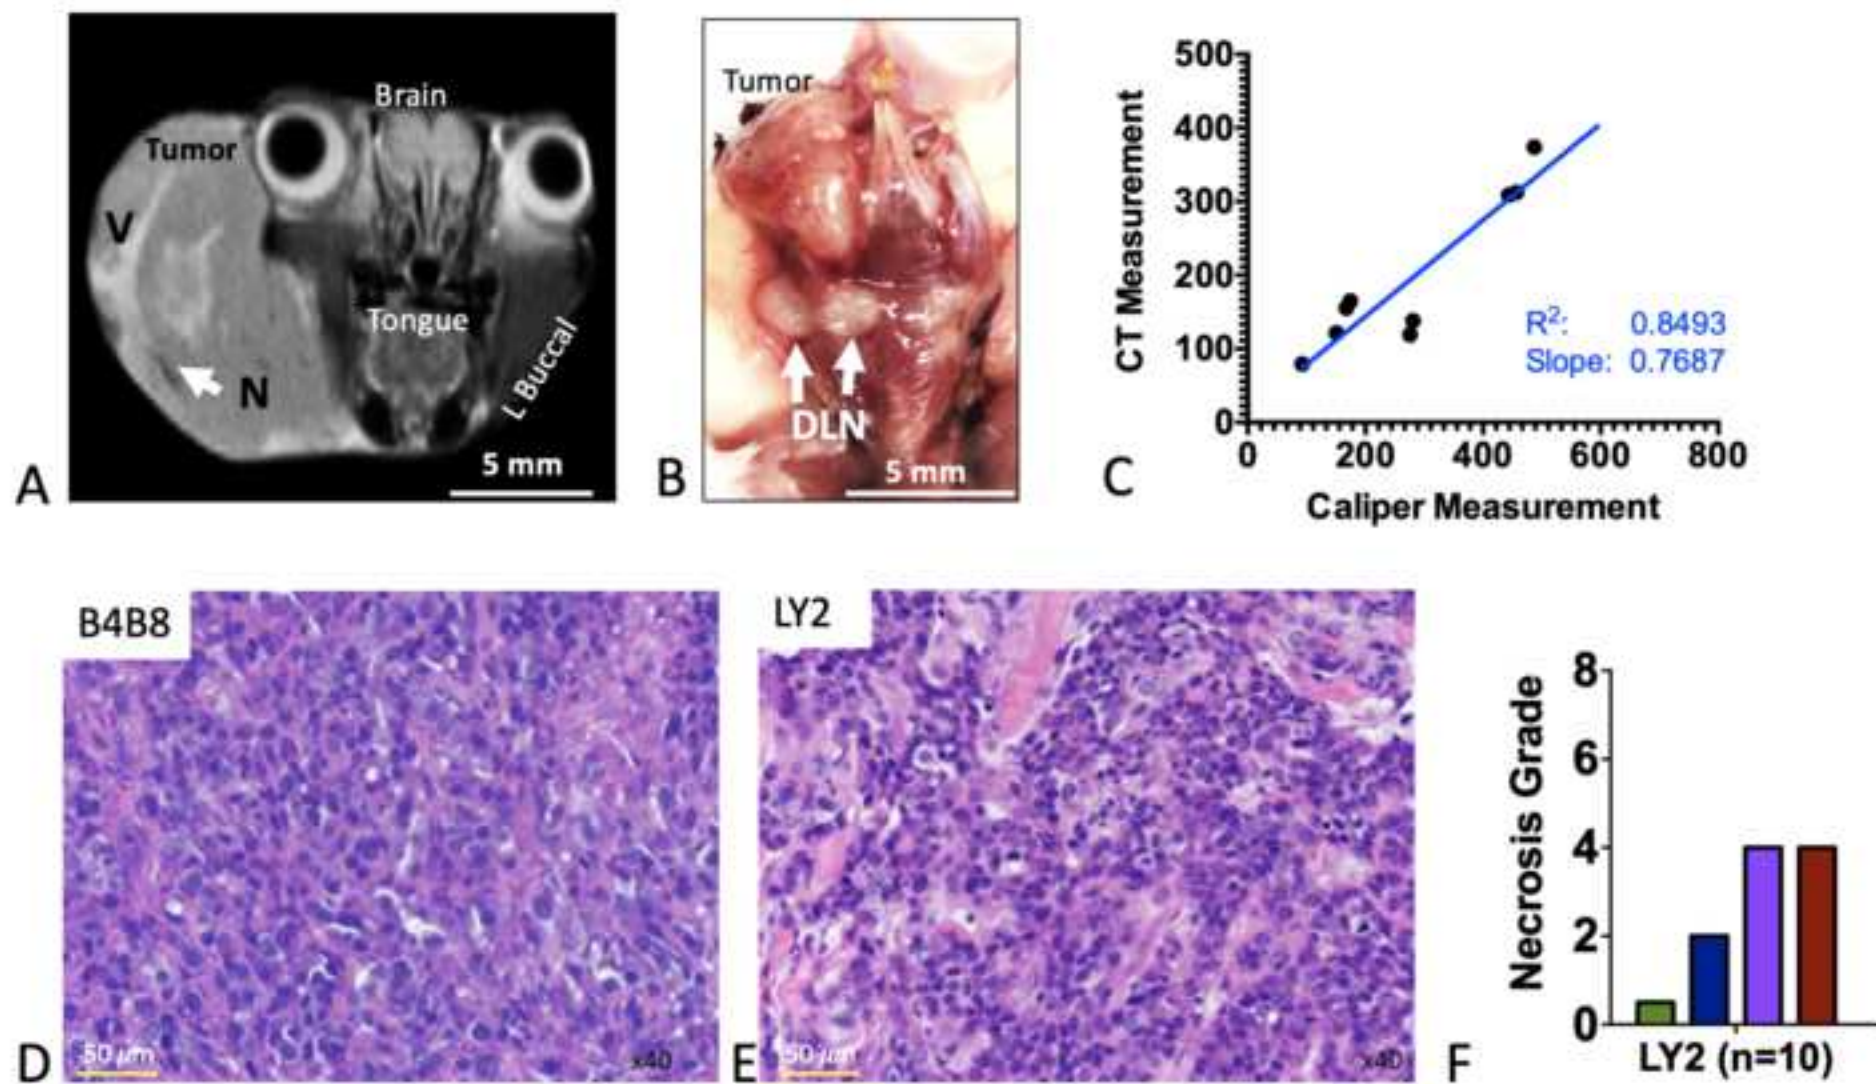 Brain
Tumor
V
Tongue
L Buccal
N
5 mm
A
Tumor
DLN
5 mm
B
500
400
300
200
100
0
CT Measurement
R²: 0.8493
Slope: 0.7687
0 200 400 600 800
Caliper Measurement
C
B4B8
50 µm
x40
D
LY2
50 µm
x40
E
8
6
4
2
0
Necrosis Grade
LY2 (n=10)
F